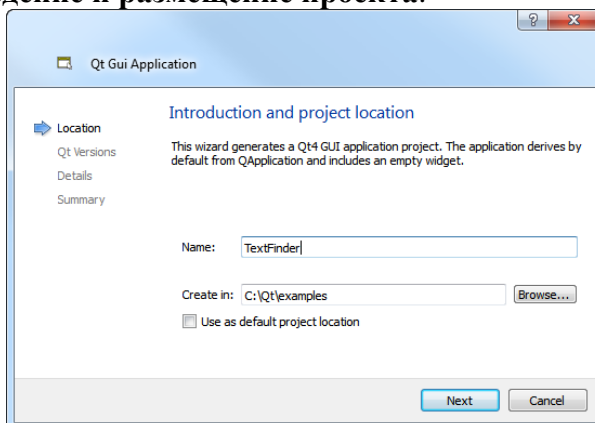 размещение проекта.
Qt Gui Application
Introduction and project location
Location
This wizard generates a Qt4 GUI application project. The application derives by
default from QApplication and includes an empty widget.
Qt Versions
Details
Summary
Name: TextFinder
Create in: C:\Qt\examples Browse...
Use as default project location
Next Cancel